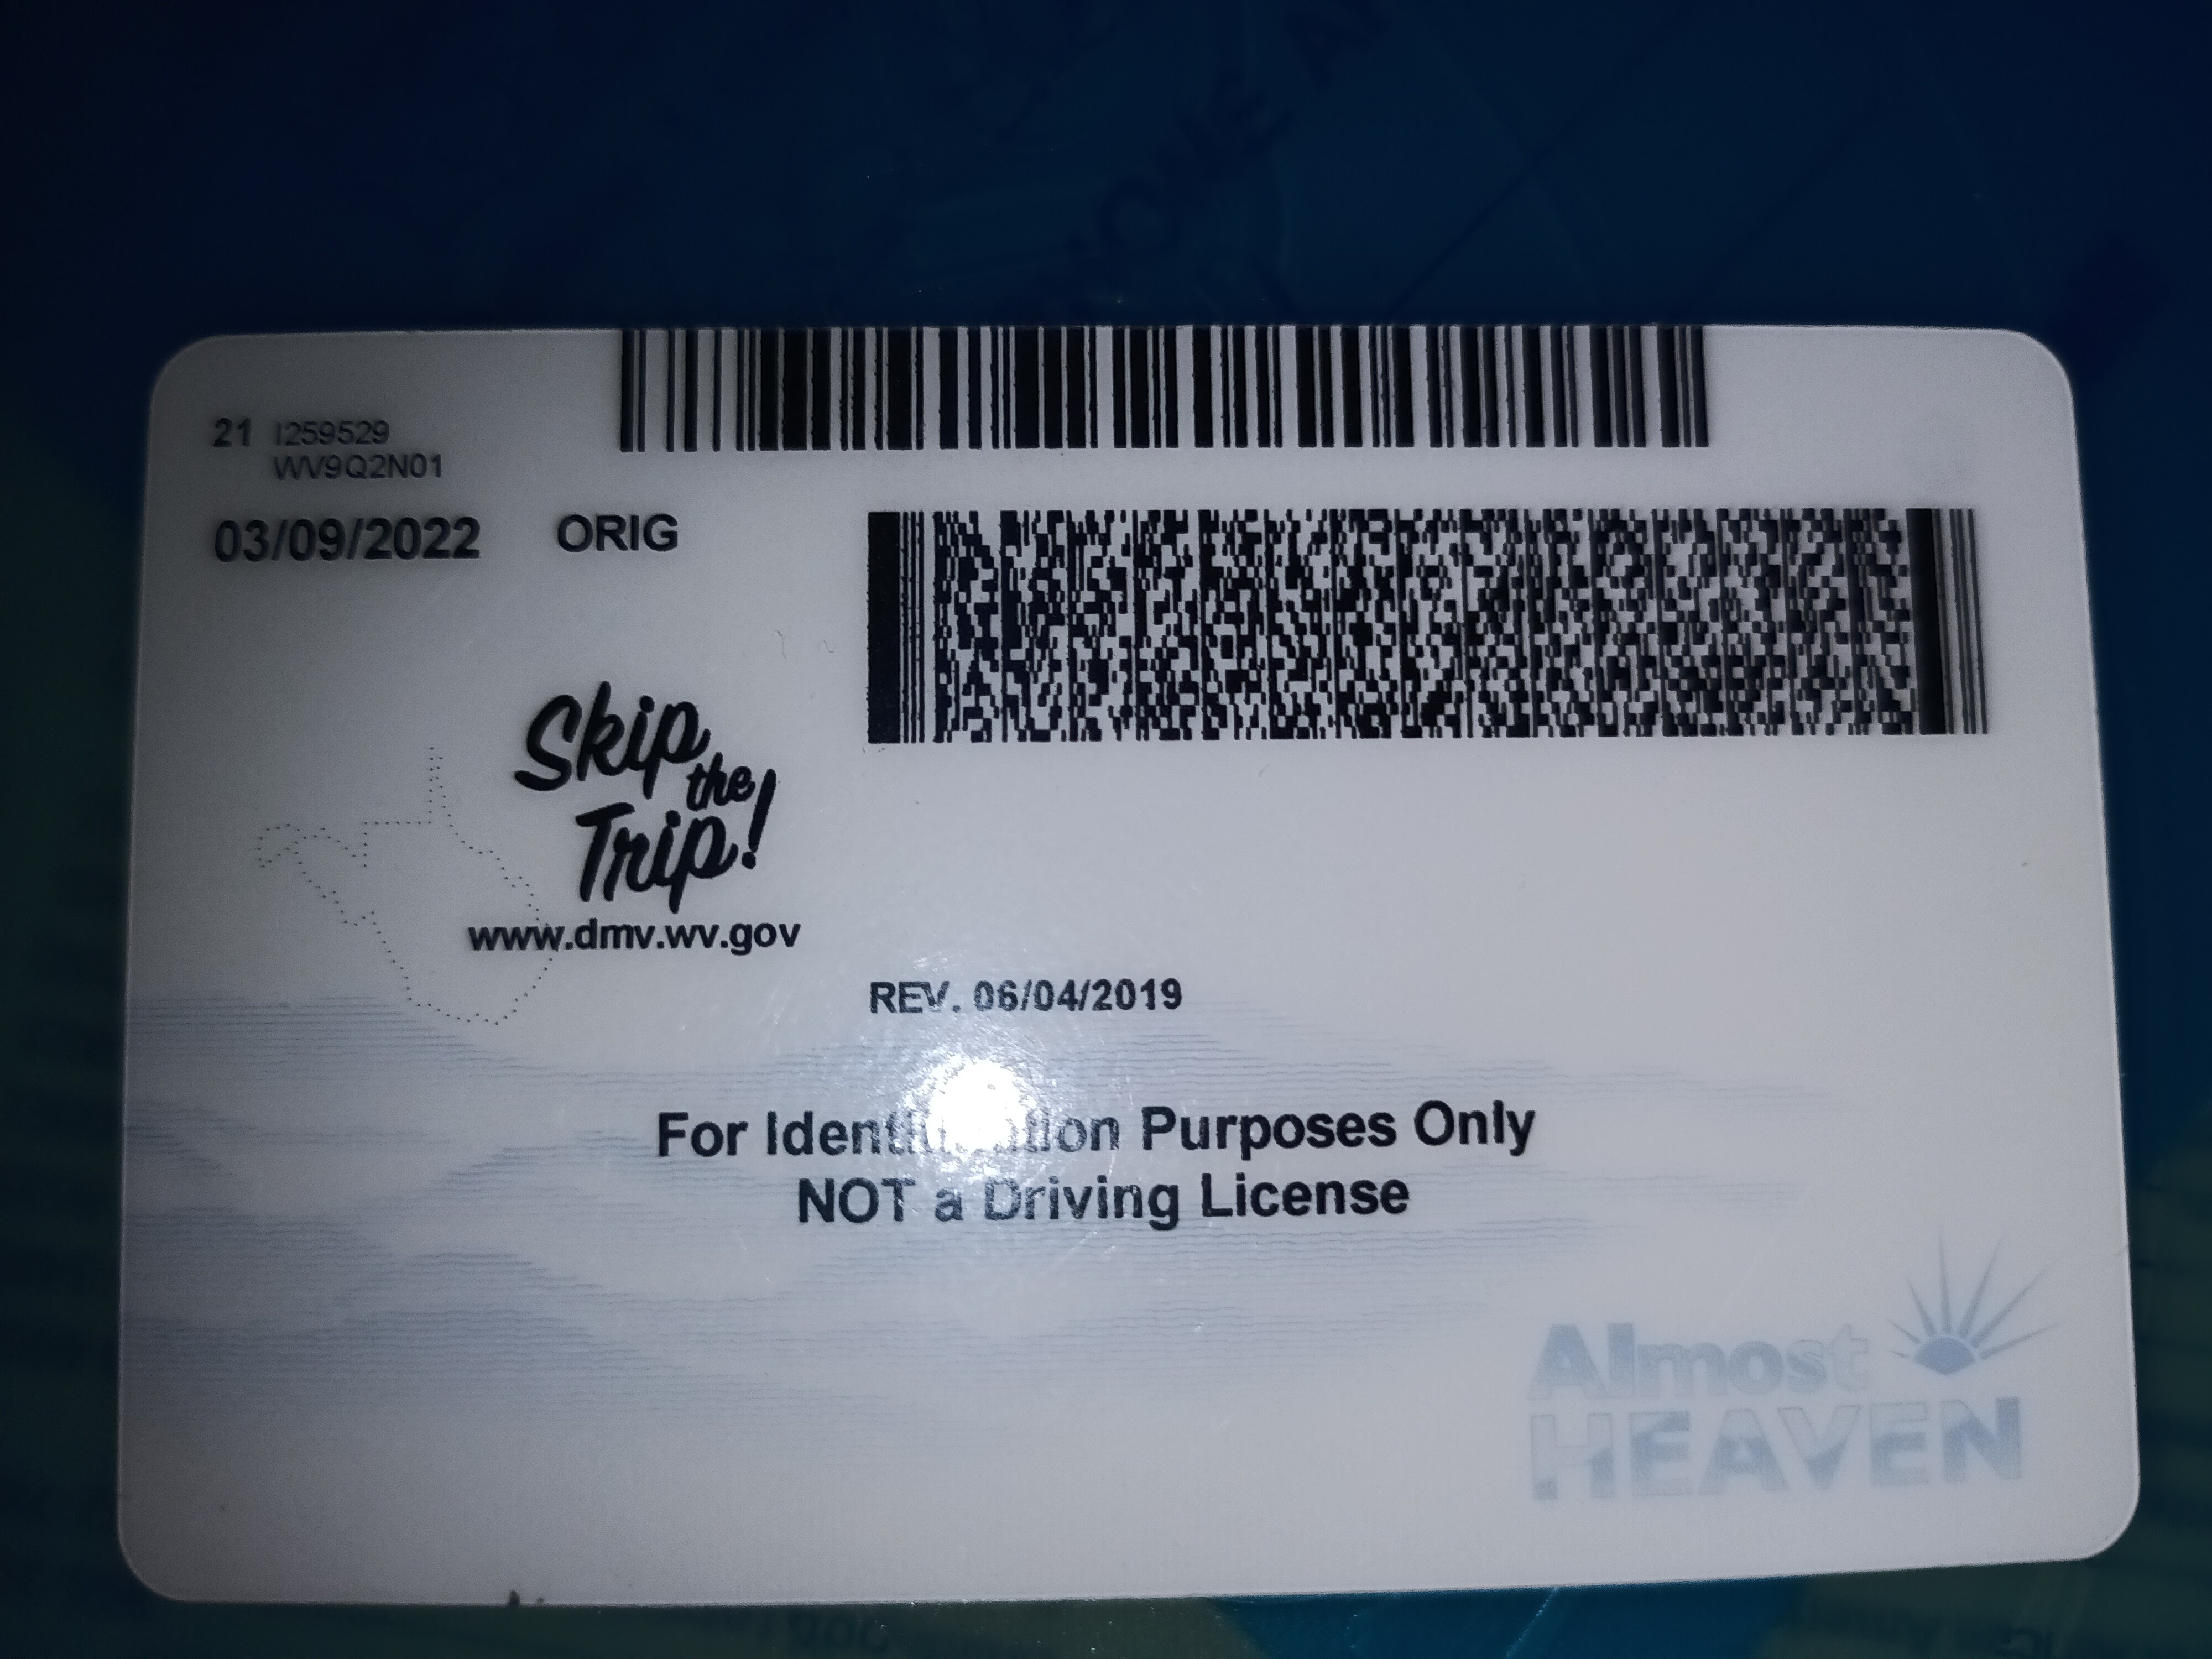 21 I259529
WV9Q2N01
03/09/2022 ORIG
Skip
the
Trip!
www.dmv.wv.gov
REV. 06/04/2019
For Identification Purposes Only
NOT a Driving License
Almost
HEAVEN